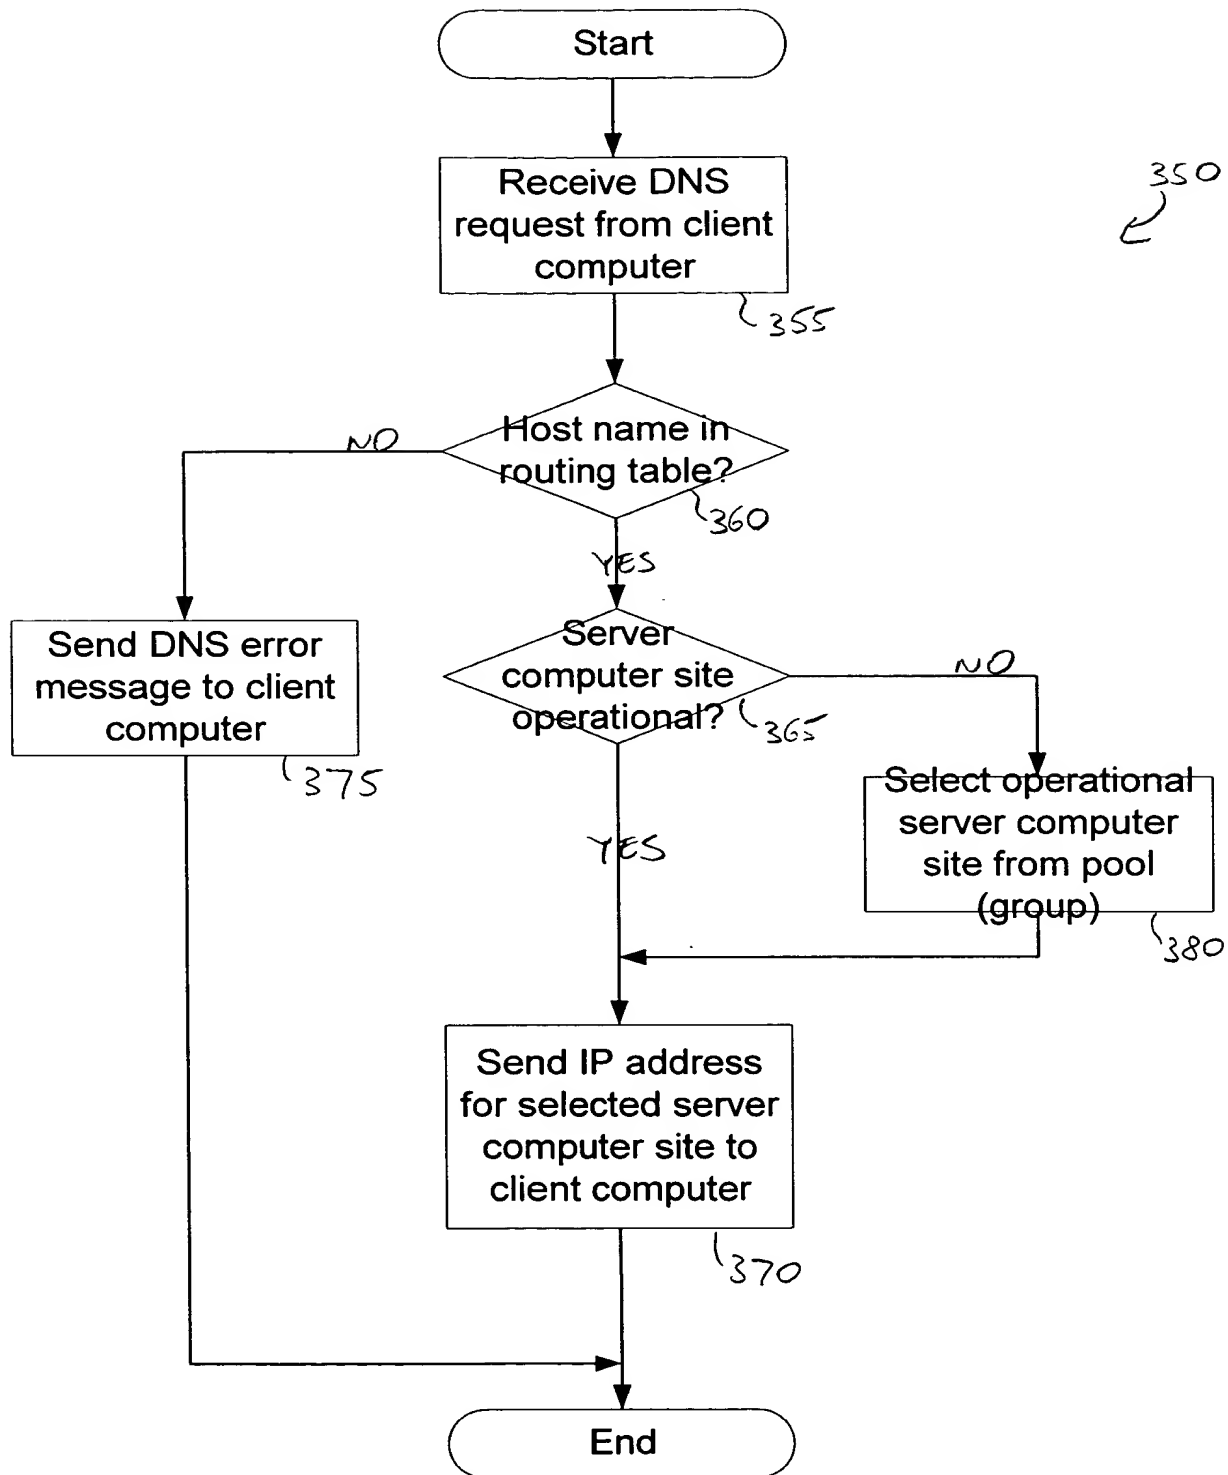 Start
350
Receive DNS
request from client
computer
355
Host name in
routing table?
NO
360
YES
Send DNS error
message to client
computer
375
Server
computer site
operational?
NO
365
YES
Select operational
server computer
site from pool
(group)
380
Send IP address
for selected server
computer site to
client computer
370
End